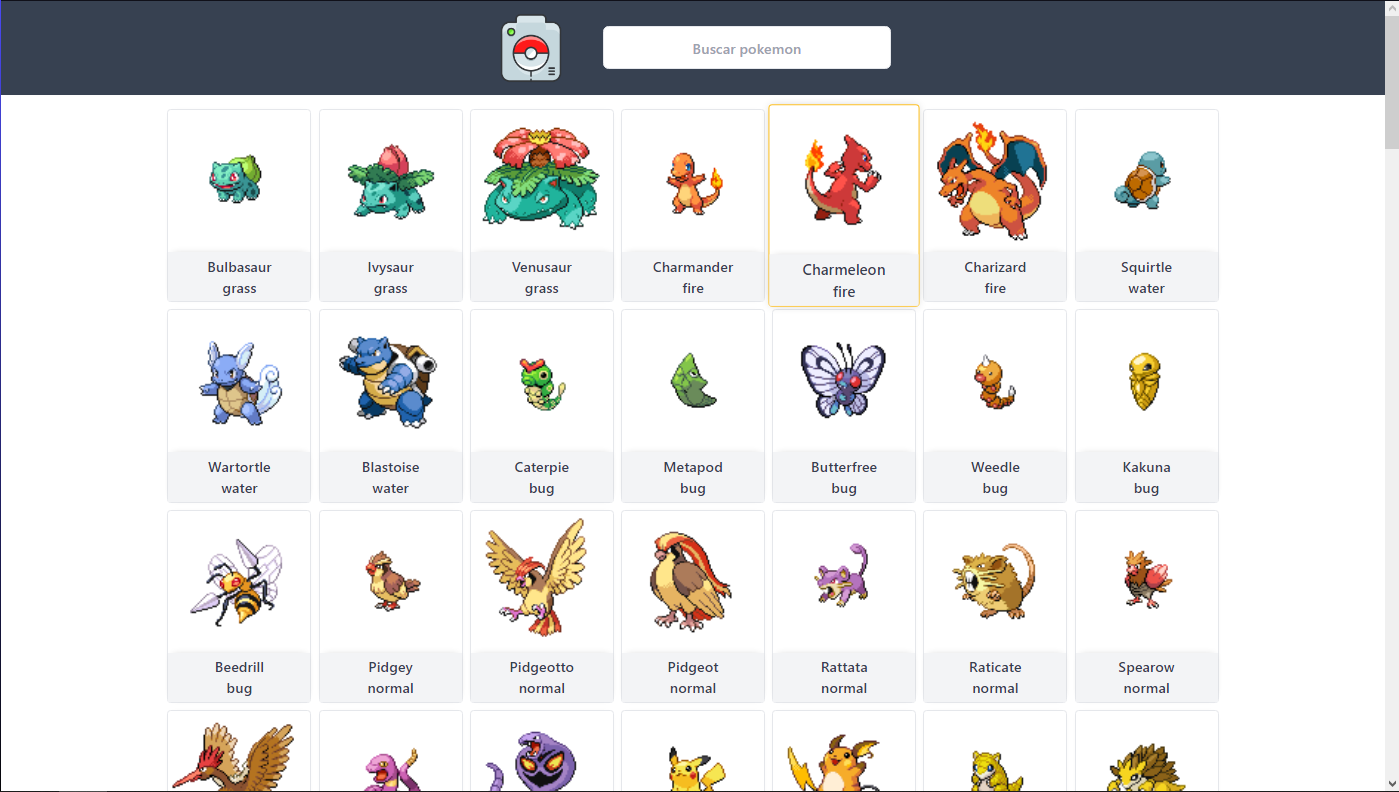 Buscar pokemon
Bulbasaur
grass
Ivysaur
grass
Venusaur
grass
Charmander
fire
Charmeleon
fire
Charizard
fire
Squirtle
water
Wartortle
water
Blastoise
water
Caterpie
bug
Metapod
bug
Butterfree
bug
Weedle
bug
Kakuna
bug
Beedrill
bug
Pidgey
normal
Pidgeotto
normal
Pidgeot
normal
Rattata
normal
Raticate
normal
Spearow
normal